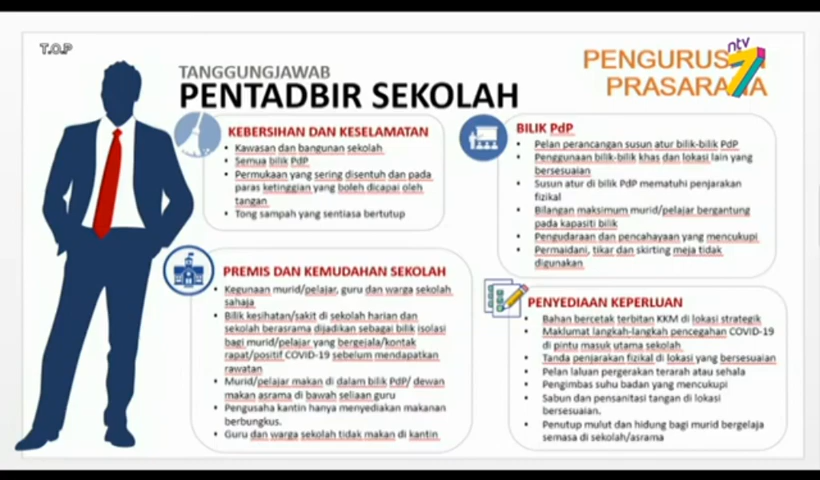 T.O.P
ntv
7
PENGURUS
PRASARA A
TANGGUNGJAWAB
PENTADBIR SEKOLAH
KEBERSIHAN DAN KESELAMATAN
• Kawasan dan bangunan sekolah
• Semua bilik PdP
• Permukaan yang sering disentuh dan pada
paras ketinggian yang boleh dicapai oleh
tangan
• Tong sampah yang sentiasa bertutup
BILIK PdP
• Pelan perancangan susun atur bilik-bilik PdP
• Penggunaan bilik-bilik khas dan lokasi lain yang
bersesuaian
• Susun atur di bilik PdP mematuhi penjarakan
fizikal
• Bilangan maksimum murid/pelajar bergantung
pada kapasiti bilik
• Pengudaraan dan pencahayaan yang mencukupi
• Permaidani, tikar dan skirting meja tidak
digunakan
PREMIS DAN KEMUDAHAN SEKOLAH
• Kegunaan murid/pelajar, guru dan warga sekolah
sahaja
• Bilik kesihatan/sakit di sekolah harian dan
sekolah berasrama dijadikan sebagai bilik isolasi
bagi murid/pelajar yang bergejala/kontak
rapat/positif COVID-19 sebelum mendapatkan
rawatan
• Murid/pelajar makan di dalam bilik PdP/ dewan
makan asrama di bawah seliaan guru
• Pengusaha kantin hanya menyediakan makanan
berbungkus.
• Guru dan warga sekolah tidak makan di kantin
PENYEDIAAN KEPERLUAN
• Bahan bercetak terbitan KKM di lokasi strategik
• Maklumat langkah-langkah pencegahan COVID-19
di pintu masuk utama sekolah
• Tanda penjarakan fizikal di lokasi yang bersesuaian
• Pelan laluan pergerakan terarah atau sehala
• Pengimbas suhu badan yang mencukupi
• Sabun dan pensanitasi tangan di lokasi
bersesuaian.
• Penutup mulut dan hidung bagi murid bergejala
semasa di sekolah/asrama